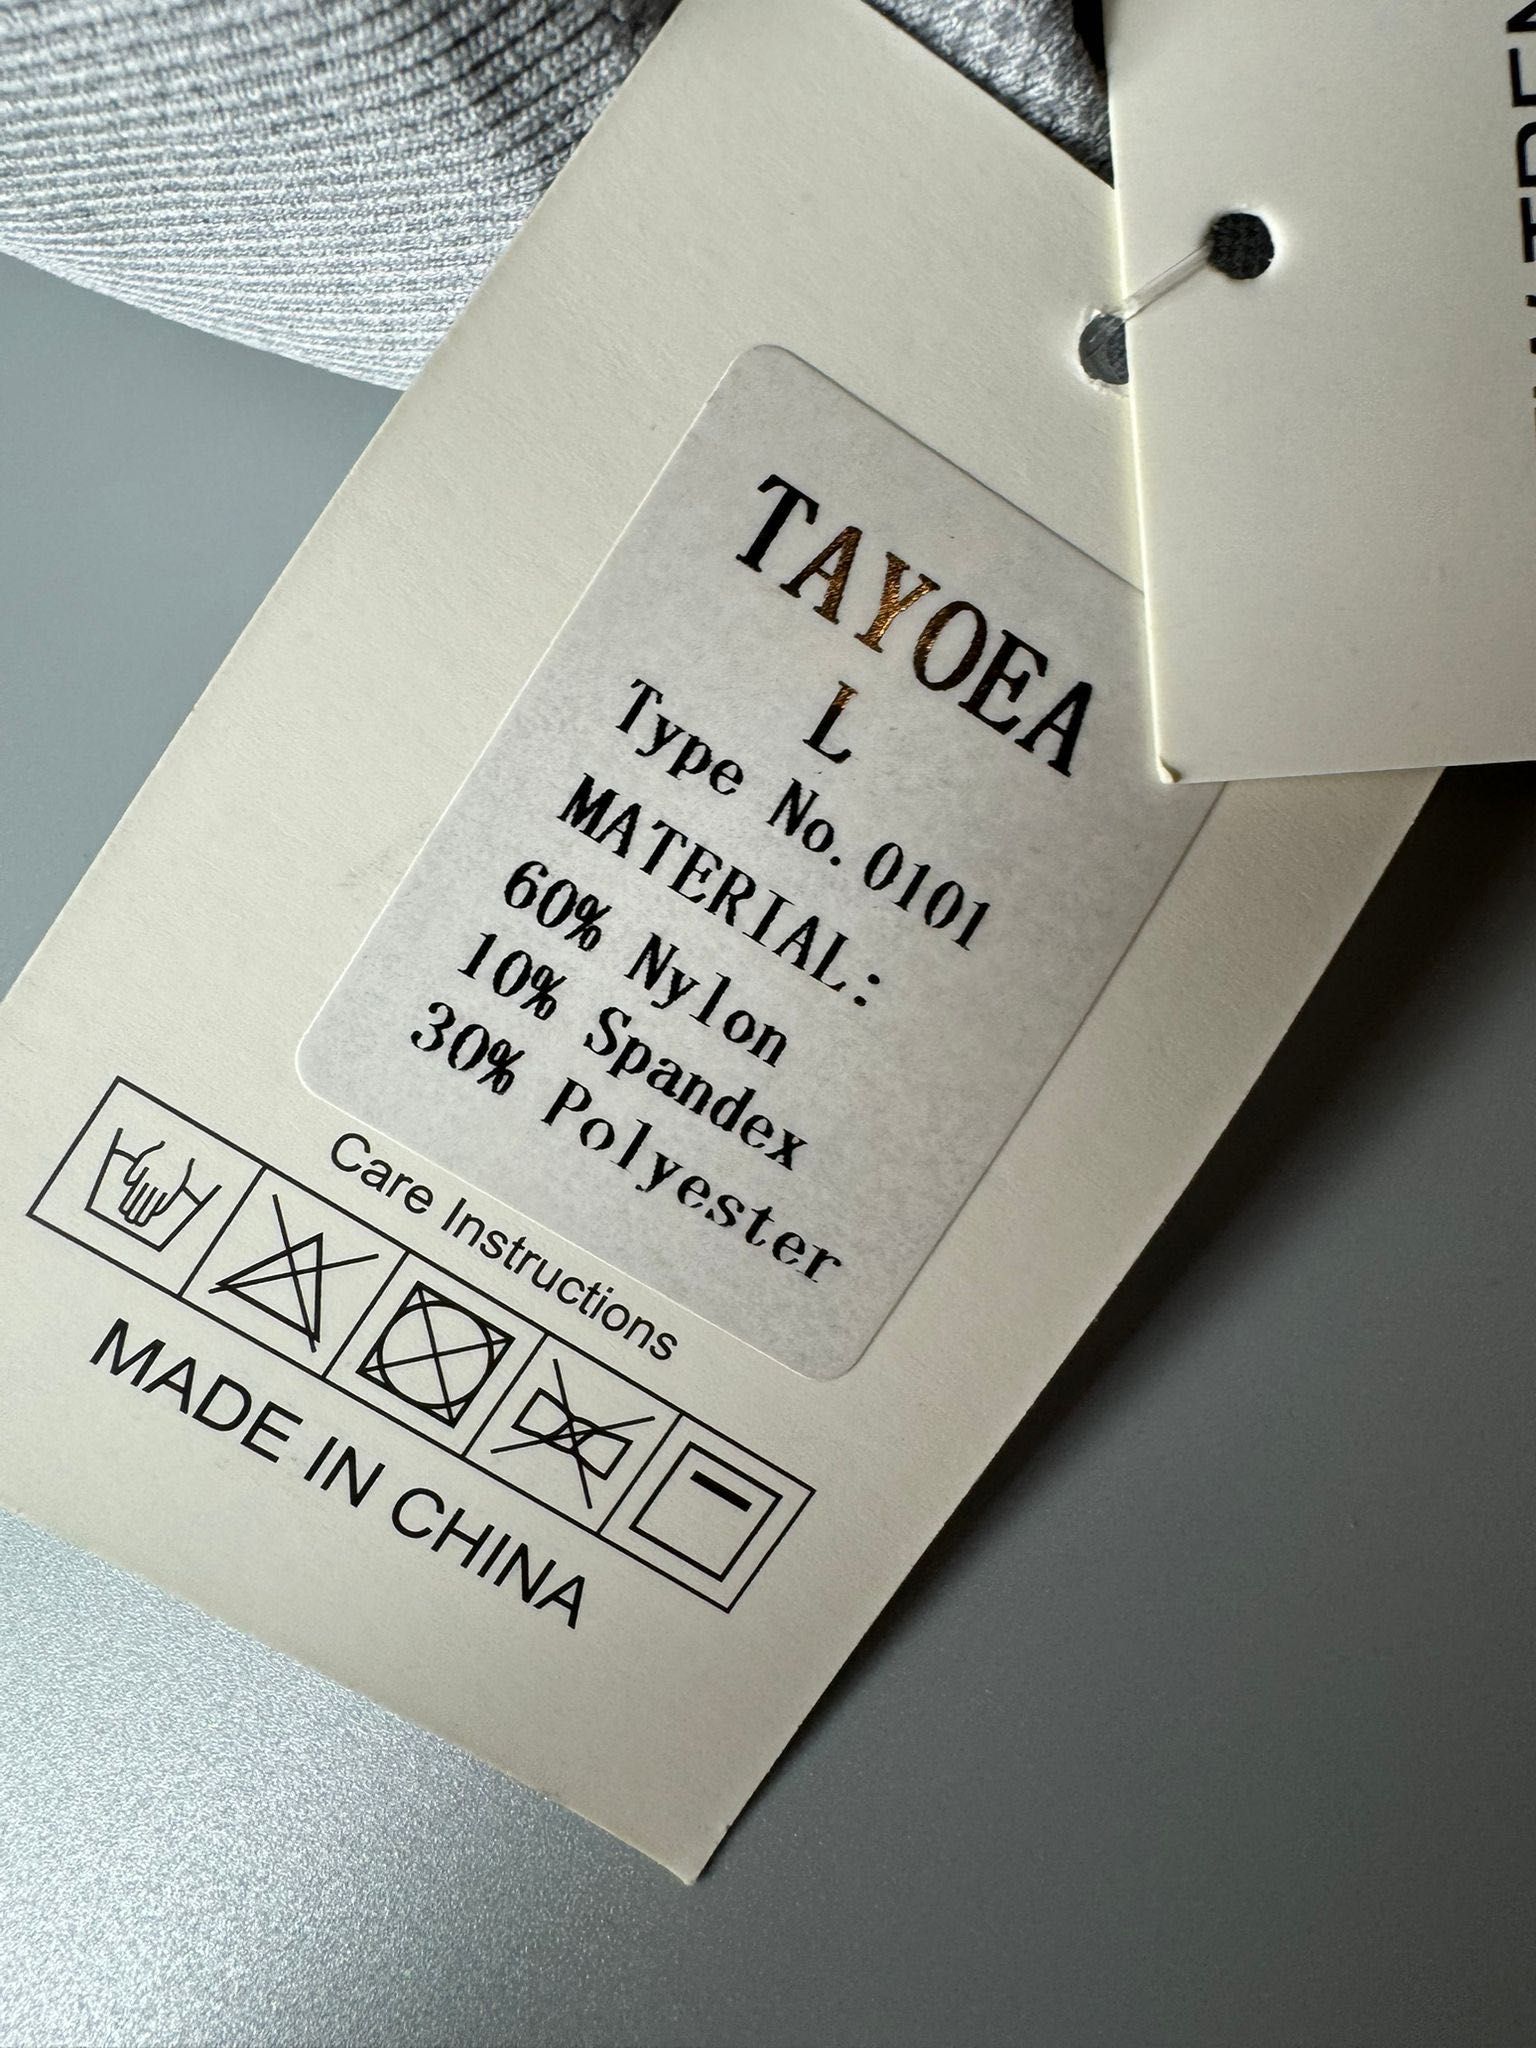 TAYOEA
L
Type No.0101
MATERIAL:
60% Nylon
10% Spandex
30% Polyester
Care Instructions
MADE IN CHINA